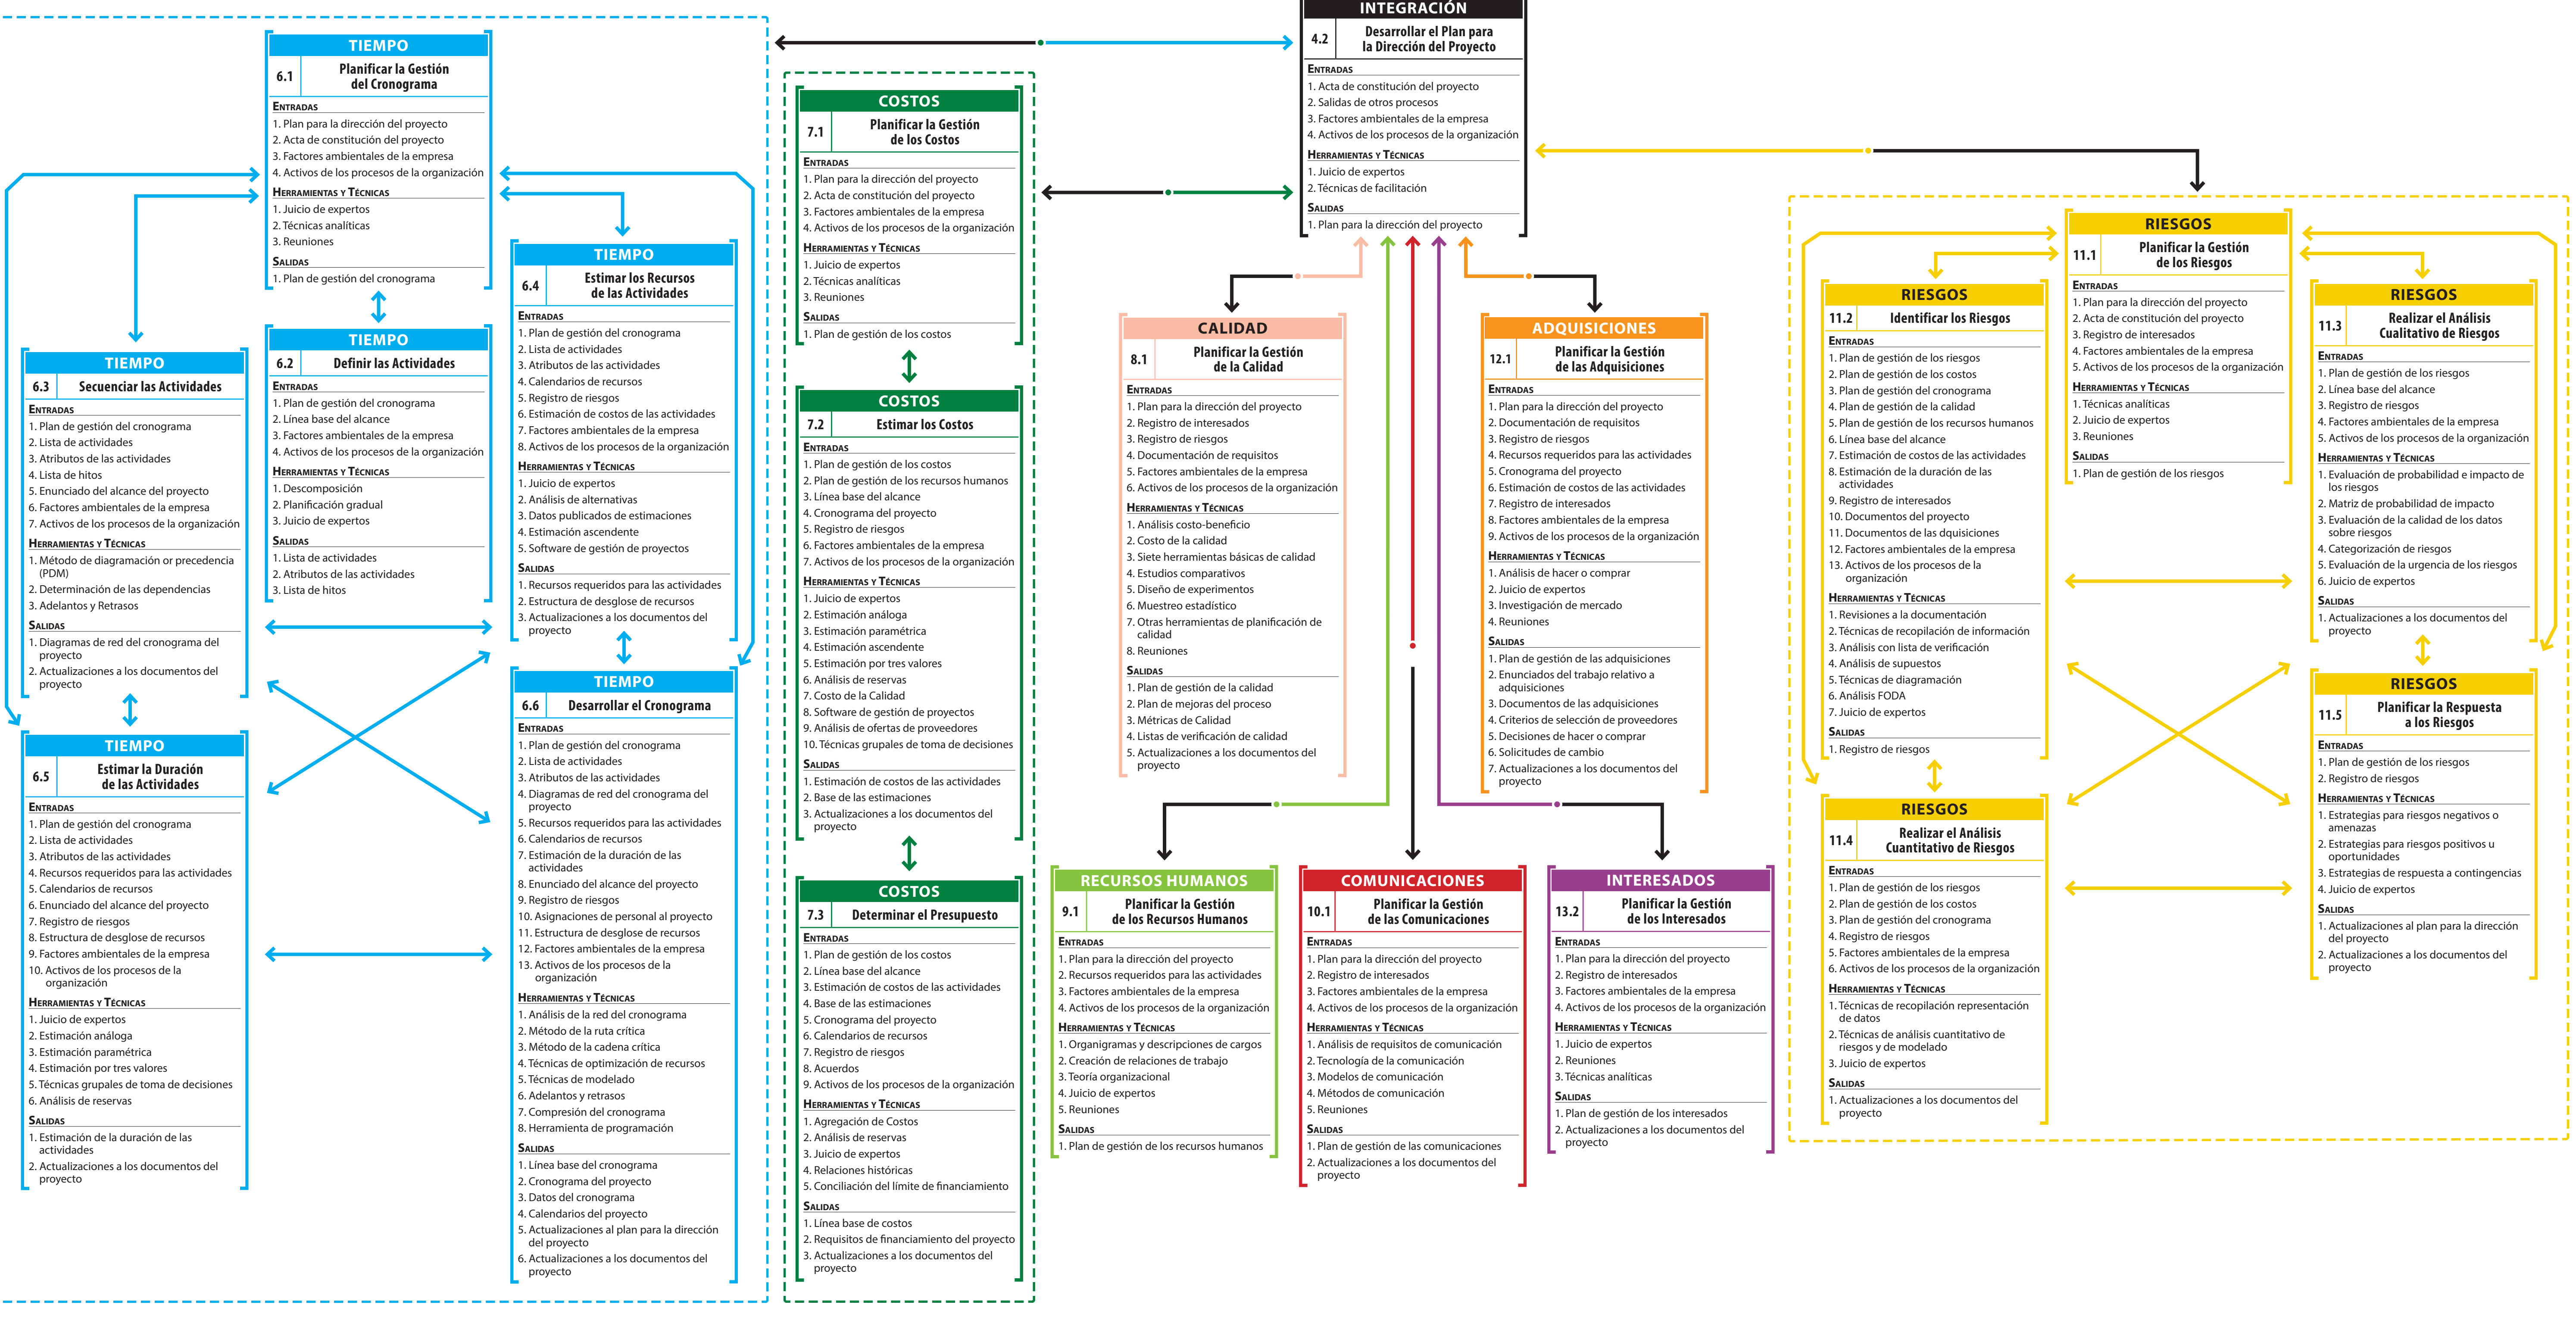 TIEMPO
6.1 Planificar la Gestión
del Cronograma
ENTRADAS
1. Plan para la dirección del proyecto
2. Acta de constitución del proyecto
3. Factores ambientales de la empresa
4. Activos de los procesos de la organización
HERRAMIENTAS Y TÉCNICAS
1. Juicio de expertos
2. Técnicas analíticas
3. Reuniones
SALIDAS
1. Plan de gestión del cronograma
TIEMPO
6.3 Secuenciar las Actividades
ENTRADAS
1. Plan de gestión del cronograma
2. Lista de actividades
3. Atributos de las actividades
4. Lista de hitos
5. Enunciado del alcance del proyecto
6. Factores ambientales de la empresa
7. Activos de los procesos de la organización
HERRAMIENTAS Y TÉCNICAS
1. Método de diagramación or precedencia
(PDM)
2. Determinación de las dependencias
3. Adelantos y Retrasos
SALIDAS
1. Diagramas de red del cronograma del
proyecto
2. Actualizaciones a los documentos del
proyecto
TIEMPO
6.2 Definir las Actividades
ENTRADAS
1. Plan de gestión del cronograma
2. Línea base del alcance
3. Factores ambientales de la empresa
4. Activos de los procesos de la organización
HERRAMIENTAS Y TÉCNICAS
1. Descomposición
2. Planificación gradual
3. Juicio de expertos
SALIDAS
1. Lista de actividades
2. Atributos de las actividades
3. Lista de hitos
TIEMPO
6.4 Estimar los Recursos
de las Actividades
ENTRADAS
1. Plan de gestión del cronograma
2. Lista de actividades
3. Atributos de las actividades
4. Calendarios de recursos
5. Registro de riesgos
6. Estimación de costos de las actividades
7. Factores ambientales de la empresa
8. Activos de los procesos de la organización
HERRAMIENTAS Y TÉCNICAS
1. Juicio de expertos
2. Análisis de alternativas
3. Datos publicados de estimaciones
4. Estimación ascendente
5. Software de gestión de proyectos
SALIDAS
1. Recursos requeridos para las actividades
2. Estructura de desglose de recursos
3. Actualizaciones a los documentos del
proyecto
TIEMPO
6.5 Estimar la Duración
de las Actividades
ENTRADAS
1. Plan de gestión del cronograma
2. Lista de actividades
3. Atributos de las actividades
4. Recursos requeridos para las actividades
5. Calendarios de recursos
6. Enunciado del alcance del proyecto
7. Registro de riesgos
8. Estructura de desglose de recursos
9. Factores ambientales de la empresa
10. Activos de los procesos de la
organización
HERRAMIENTAS Y TÉCNICAS
1. Juicio de expertos
2. Estimación análoga
3. Estimación paramétrica
4. Estimación por tres valores
5. Técnicas grupales de toma de decisiones
6. Análisis de reservas
SALIDAS
1. Estimación de la duración de las
actividades
2. Actualizaciones a los documentos del
proyecto
TIEMPO
6.6 Desarrollar el Cronograma
ENTRADAS
1. Plan de gestión del cronograma
2. Lista de actividades
3. Atributos de las actividades
4. Diagramas de red del cronograma del
proyecto
5. Recursos requeridos para las actividades
6. Calendarios de recursos
7. Estimación de la duración de las
actividades
8. Enunciado del alcance del proyecto
9. Registro de riesgos
10. Asignaciones de personal al proyecto
11. Estructura de desglose de recursos
12. Factores ambientales de la empresa
13. Activos de los procesos de la
organización
HERRAMIENTAS Y TÉCNICAS
1. Análisis de la red del cronograma
2. Método de la ruta crítica
3. Método de la cadena crítica
4. Técnicas de optimización de recursos
5. Técnicas de modelado
6. Adelantos y retrasos
7. Compresión del cronograma
8. Herramienta de programación
SALIDAS
1. Línea base del cronograma
2. Cronograma del proyecto
3. Datos del cronograma
4. Calendarios del proyecto
5. Actualizaciones al plan para la dirección
del proyecto
6. Actualizaciones a los documentos del
proyecto
COSTOS
7.1 Planificar la Gestión
de los Costos
ENTRADAS
1. Plan para la dirección del proyecto
2. Acta de constitución del proyecto
3. Factores ambientales de la empresa
4. Activos de los procesos de la organización
HERRAMIENTAS Y TÉCNICAS
1. Juicio de expertos
2. Técnicas analíticas
3. Reuniones
SALIDAS
1. Plan de gestión de los costos
COSTOS
7.2 Estimar los Costos
ENTRADAS
1. Plan de gestión de los costos
2. Plan de gestión de los recursos humanos
3. Línea base del alcance
4. Cronograma del proyecto
5. Registro de riesgos
6. Factores ambientales de la empresa
7. Activos de los procesos de la organización
HERRAMIENTAS Y TÉCNICAS
1. Juicio de expertos
2. Estimación análoga
3. Estimación paramétrica
4. Estimación ascendente
5. Estimación por tres valores
6. Análisis de reservas
7. Costo de la Calidad
8. Software de gestión de proyectos
9. Análisis de ofertas de proveedores
10. Técnicas grupales de toma de decisiones
SALIDAS
1. Estimación de costos de las actividades
2. Base de las estimaciones
3. Actualizaciones a los documentos del
proyecto
COSTOS
7.3 Determinar el Presupuesto
ENTRADAS
1. Plan de gestión de los costos
2. Línea base del alcance
3. Estimación de costos de las actividades
4. Base de las estimaciones
5. Cronograma del proyecto
6. Calendarios de recursos
7. Registro de riesgos
8. Acuerdos
9. Activos de los procesos de la organización
HERRAMIENTAS Y TÉCNICAS
1. Agregación de Costos
2. Análisis de reservas
3. Juicio de expertos
4. Relaciones históricas
5. Conciliación del límite de financiamiento
SALIDAS
1. Línea base de costos
2. Requisitos de financiamiento del proyecto
3. Actualizaciones a los documentos del
proyecto
INTEGRACIÓN
4.2 Desarrollar el Plan para
la Dirección del Proyecto
ENTRADAS
1. Acta de constitución del proyecto
2. Salidas de otros procesos
3. Factores ambientales de la empresa
4. Activos de los procesos de la organización
HERRAMIENTAS Y TÉCNICAS
1. Juicio de expertos
2. Técnicas de facilitación
SALIDAS
1. Plan para la dirección del proyecto
CALIDAD
8.1 Planificar la Gestión
de la Calidad
ENTRADAS
1. Plan para la dirección del proyecto
2. Registro de interesados
3. Registro de riesgos
4. Documentación de requisitos
5. Factores ambientales de la empresa
6. Activos de los procesos de la organización
HERRAMIENTAS Y TÉCNICAS
1. Análisis costo-beneficio
2. Costo de la calidad
3. Siete herramientas básicas de calidad
4. Estudios comparativos
5. Diseño de experimentos
6. Muestreo estadístico
7. Otras herramientas de planificación de
calidad
8. Reuniones
SALIDAS
1. Plan de gestión de la calidad
2. Plan de mejoras del proceso
3. Métricas de Calidad
4. Listas de verificación de calidad
5. Actualizaciones a los documentos del
proyecto
ADQUISICIONES
12.1 Planificar la Gestión
de las Adquisiciones
ENTRADAS
1. Plan para la dirección del proyecto
2. Documentación de requisitos
3. Registro de riesgos
4. Recursos requeridos para las actividades
5. Cronograma del proyecto
6. Estimación de costos de las actividades
7. Registro de interesados
8. Factores ambientales de la empresa
9. Activos de los procesos de la organización
HERRAMIENTAS Y TÉCNICAS
1. Análisis de hacer o comprar
2. Juicio de expertos
3. Investigación de mercado
4. Reuniones
SALIDAS
1. Plan de gestión de las adquisiciones
2. Enunciados del trabajo relativo a
adquisiciones
3. Documentos de las adquisiciones
4. Criterios de selección de proveedores
5. Decisiones de hacer o comprar
6. Solicitudes de cambio
7. Actualizaciones a los documentos del
proyecto
RECURSOS HUMANOS
9.1 Planificar la Gestión
de los Recursos Humanos
ENTRADAS
1. Plan para la dirección del proyecto
2. Recursos requeridos para las actividades
3. Factores ambientales de la empresa
4. Activos de los procesos de la organización
HERRAMIENTAS Y TÉCNICAS
1. Organigramas y descripciones de cargos
2. Creación de relaciones de trabajo
3. Teoría organizacional
4. Juicio de expertos
5. Reuniones
SALIDAS
1. Plan de gestión de los recursos humanos
COMUNICACIONES
10.1 Planificar la Gestión
de las Comunicaciones
ENTRADAS
1. Plan para la dirección del proyecto
2. Registro de interesados
3. Factores ambientales de la empresa
4. Activos de los procesos de la organización
HERRAMIENTAS Y TÉCNICAS
1. Análisis de requisitos de comunicación
2. Tecnología de la comunicación
3. Modelos de comunicación
4. Métodos de comunicación
5. Reuniones
SALIDAS
1. Plan de gestión de las comunicaciones
2. Actualizaciones a los documentos del
proyecto
INTERESADOS
13.2 Planificar la Gestión
de los Interesados
ENTRADAS
1. Plan para la dirección del proyecto
2. Registro de interesados
3. Factores ambientales de la empresa
4. Activos de los procesos de la organización
HERRAMIENTAS Y TÉCNICAS
1. Juicio de expertos
2. Reuniones
3. Técnicas analíticas
SALIDAS
1. Plan de gestión de los interesados
2. Actualizaciones a los documentos del
proyecto
RIESGOS
11.1 Planificar la Gestión
de los Riesgos
ENTRADAS
1. Plan para la dirección del proyecto
2. Acta de constitución del proyecto
3. Registro de interesados
4. Factores ambientales de la empresa
5. Activos de los procesos de la organización
HERRAMIENTAS Y TÉCNICAS
1. Técnicas analíticas
2. Juicio de expertos
3. Reuniones
SALIDAS
1. Plan de gestión de los riesgos
RIESGOS
11.2 Identificar los Riesgos
ENTRADAS
1. Plan de gestión de los riesgos
2. Plan de gestión de los costos
3. Plan de gestión del cronograma
4. Plan de gestión de la calidad
5. Plan de gestión de los recursos humanos
6. Línea base del alcance
7. Estimación de costos de las actividades
8. Estimación de la duración de las
actividades
9. Registro de interesados
10. Documentos del proyecto
11. Documentos de las dquisiciones
12. Factores ambientales de la empresa
13. Activos de los procesos de la
organización
HERRAMIENTAS Y TÉCNICAS
1. Revisiones a la documentación
2. Técnicas de recopilación de información
3. Análisis con lista de verificación
4. Análisis de supuestos
5. Técnicas de diagramación
6. Análisis FODA
7. Juicio de expertos
SALIDAS
1. Registro de riesgos
RIESGOS
11.3 Realizar el Análisis
Cualitativo de Riesgos
ENTRADAS
1. Plan de gestión de los riesgos
2. Línea base del alcance
3. Registro de riesgos
4. Factores ambientales de la empresa
5. Activos de los procesos de la organización
HERRAMIENTAS Y TÉCNICAS
1. Evaluación de probabilidad e impacto de
los riesgos
2. Matriz de probabilidad de impacto
3. Evaluación de la calidad de los datos
sobre riesgos
4. Categorización de riesgos
5. Evaluación de la urgencia de los riesgos
6. Juicio de expertos
SALIDAS
1. Actualizaciones a los documentos del
proyecto
RIESGOS
11.4 Realizar el Análisis
Cuantitativo de Riesgos
ENTRADAS
1. Plan de gestión de los riesgos
2. Plan de gestión de los costos
3. Plan de gestión del cronograma
4. Registro de riesgos
5. Factores ambientales de la empresa
6. Activos de los procesos de la organización
HERRAMIENTAS Y TÉCNICAS
1. Técnicas de recopilación representación
de datos
2. Técnicas de análisis cuantitativo de
riesgos y de modelado
3. Juicio de expertos
SALIDAS
1. Actualizaciones a los documentos del
proyecto
RIESGOS
11.5 Planificar la Respuesta
a los Riesgos
ENTRADAS
1. Plan de gestión de los riesgos
2. Registro de riesgos
HERRAMIENTAS Y TÉCNICAS
1. Estrategias para riesgos negativos o
amenazas
2. Estrategias para riesgos positivos u
oportunidades
3. Estrategias de respuesta a contingencias
4. Juicio de expertos
SALIDAS
1. Actualizaciones al plan para la dirección
del proyecto
2. Actualizaciones a los documentos del
proyecto